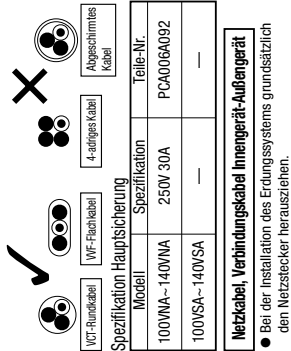 VCT-Rundkabel
VVF-Flachkabel
4-adriges Kabel
Abgeschirmtes
Kabel
Spezifikation Hauptsicherung
Modell Spezifikation Teile-Nr.
100VNA~140VNA 250V 30A PCA006A092
100VSA~140VSA — —
Netzkabel, Verbindungskabel Innengerät-Außengerät
● Bei der Installation des Erdungssystems grundsätzlich
den Netzstecker herausziehen.